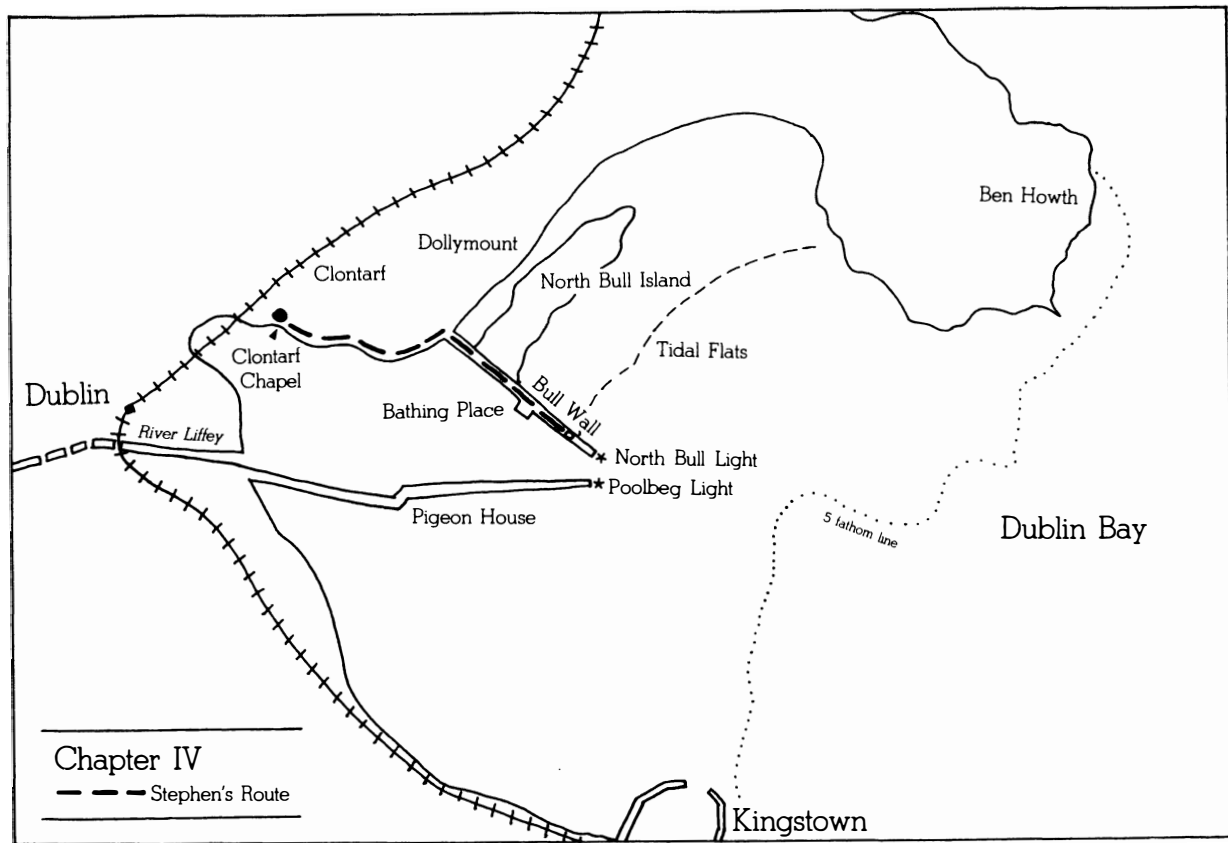 Ben Howth
Dollymount
Clontarf
North Bull Island
Tidal Flats
Clontarf
Chapel
Dublin
Bull Wall
Bathing Place
River Liffey
North Bull Light
Poolbeg Light
Pigeon House
5 fathom line
Dublin Bay
Chapter IV
Stephen's Route
Kingstown